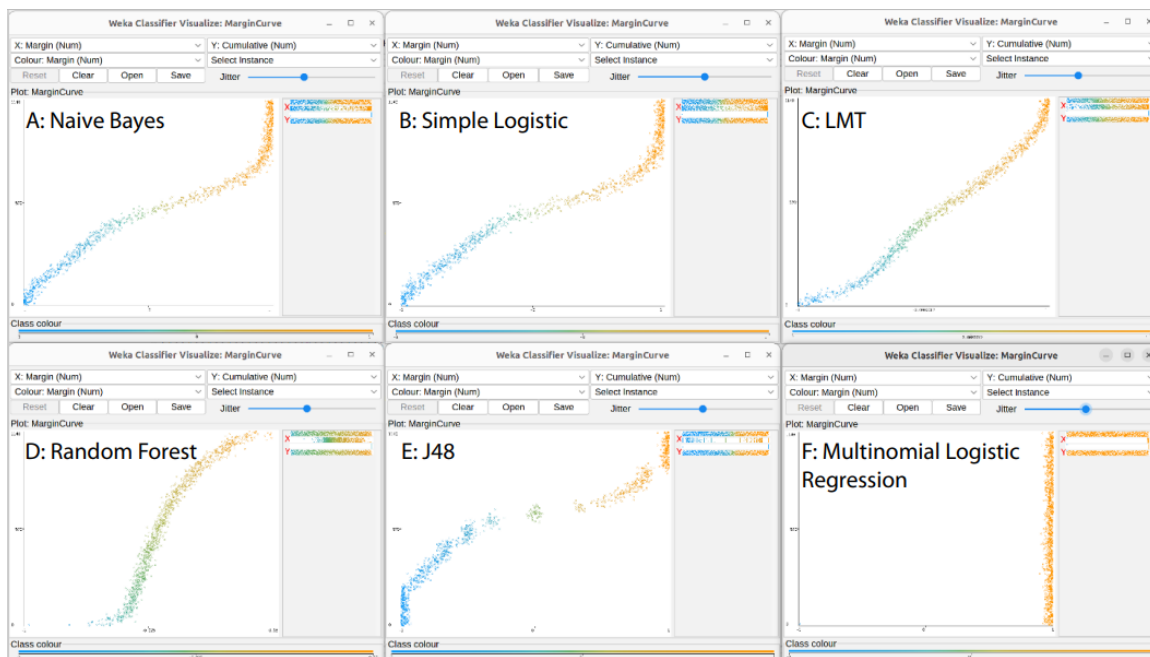 Weka Classifier Visualize: MarginCurve
X: Margin (Num)
Y: Cumulative (Num)
Colour: Margin (Num)
Select Instance
Reset
Clear
Open
Save
Jitter
Plot: MarginCurve
A: Naive Bayes
X
Y
0
Class colour
Weka Classifier Visualize: MarginCurve
X: Margin (Num)
Y: Cumulative (Num)
Colour: Margin (Num)
Select Instance
Reset
Clear
Open
Save
Jitter
Plot: MarginCurve
B: Simple Logistic
X
Y
0
Class colour
Weka Classifier Visualize: MarginCurve
X: Margin (Num)
Y: Cumulative (Num)
Colour: Margin (Num)
Select Instance
Reset
Clear
Open
Save
Jitter
Plot: MarginCurve
C: LMT
X
Y
0
Class colour
Weka Classifier Visualize: MarginCurve
X: Margin (Num)
Y: Cumulative (Num)
Colour: Margin (Num)
Select Instance
Reset
Clear
Open
Save
Jitter
Plot: MarginCurve
D: Random Forest
X
Y
0
Class colour
Weka Classifier Visualize: MarginCurve
X: Margin (Num)
Y: Cumulative (Num)
Colour: Margin (Num)
Select Instance
Reset
Clear
Open
Save
Jitter
Plot: MarginCurve
E: J48
X
Y
0
Class colour
Weka Classifier Visualize: MarginCurve
X: Margin (Num)
Y: Cumulative (Num)
Colour: Margin (Num)
Select Instance
Reset
Clear
Open
Save
Jitter
Plot: MarginCurve
F: Multinomial Logistic
Regression
X
Y
0
Class colour